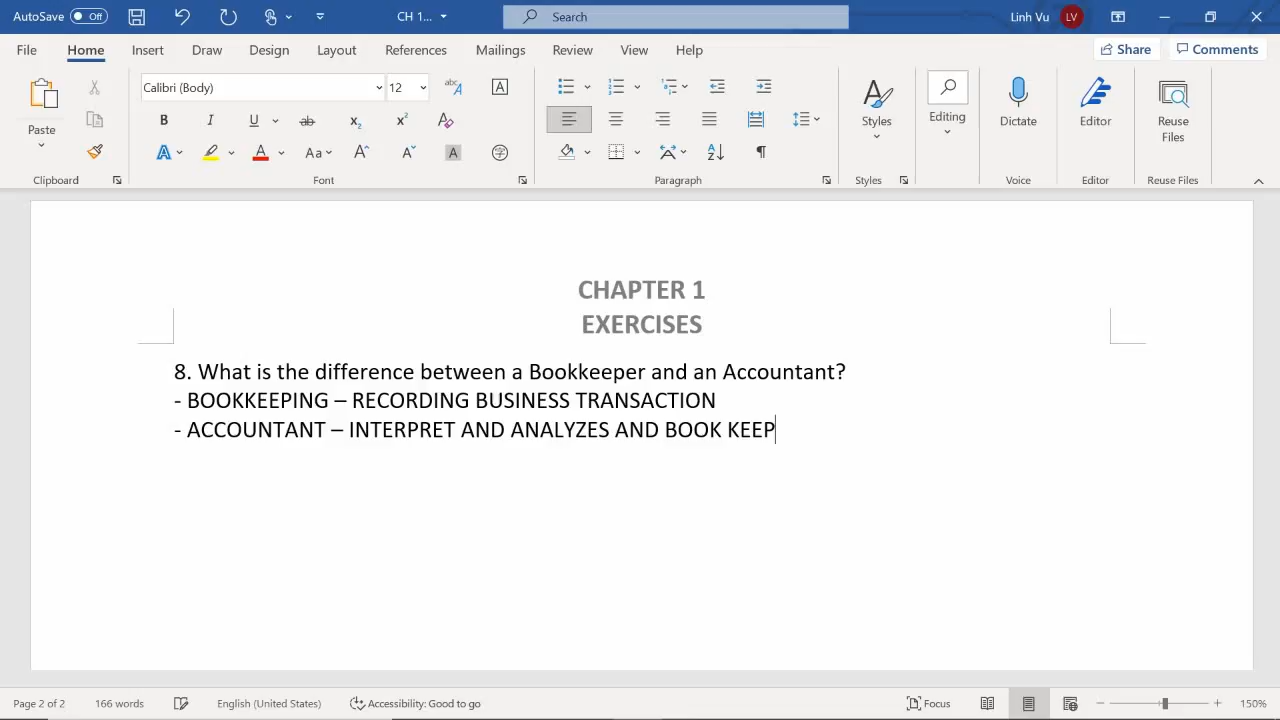 AutoSave Off CH 1... Search Linh Vu LV
File Home Insert Draw Design Layout References Mailings Review View Help Share Comments
Calibri (Body) 12
Paste Styles Editing Dictate Editor Reuse Files
Clipboard Font Paragraph Styles Voice Editor Reuse Files
CHAPTER 1
EXERCISES
8. What is the difference between a Bookkeeper and an Accountant?
- BOOKKEEPING – RECORDING BUSINESS TRANSACTION
- ACCOUNTANT – INTERPRET AND ANALYZES AND BOOK KEEP
Page 2 of 2 166 words English (United States) Accessibility: Good to go Focus 150%